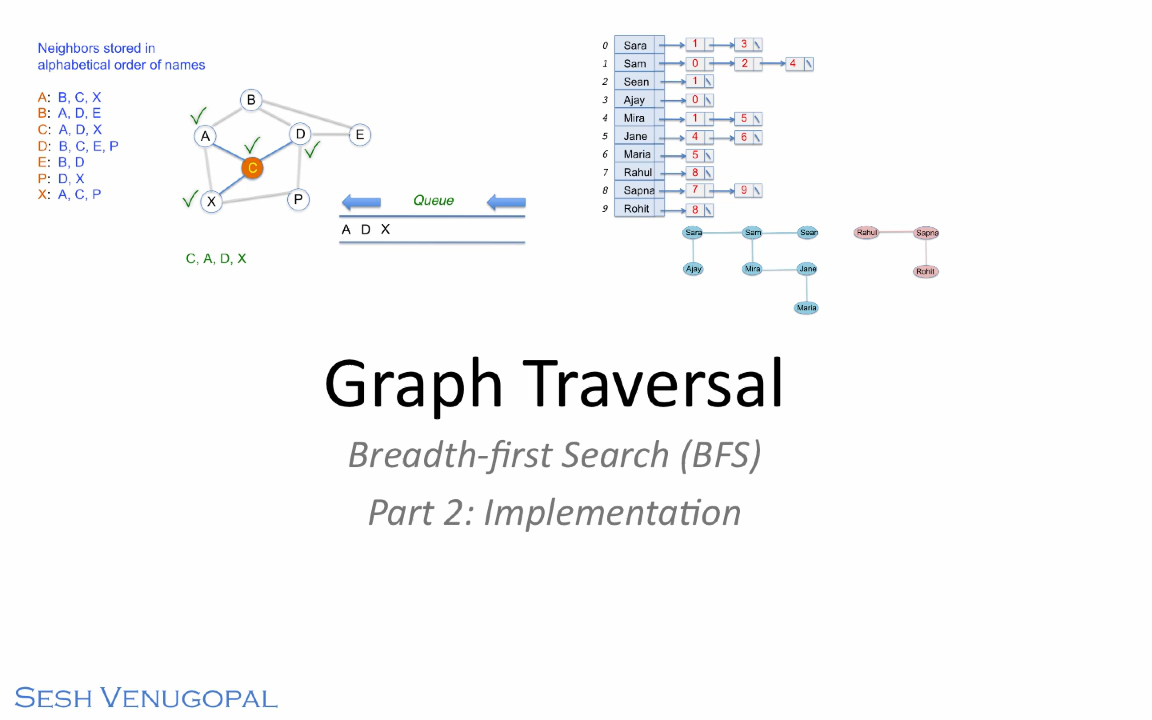 Neighbors stored in
alphabetical order of names
A: B, C, X
B: A, D, E
C: A, D, X
D: B, C, E, P
E: B, D
P: D, X
X: A, C, P
B
A
D
E
C
X
P
Queue
A D X
C, A, D, X
0 Sara 1 3
1 Sam 0 2 4
2 Sean 1
3 Ajay 0
4 Mira 1 5
5 Jane 4 6
6 Maria 5
7 Rahul 8
8 Sapna 7 9
9 Rohit 8
Sara Sam Sean Rahul Sapna
Ajay Mira Jane Rohit
Maria
Graph Traversal
Breadth-first Search (BFS)
Part 2: Implementation
SESH VENUGOPAL